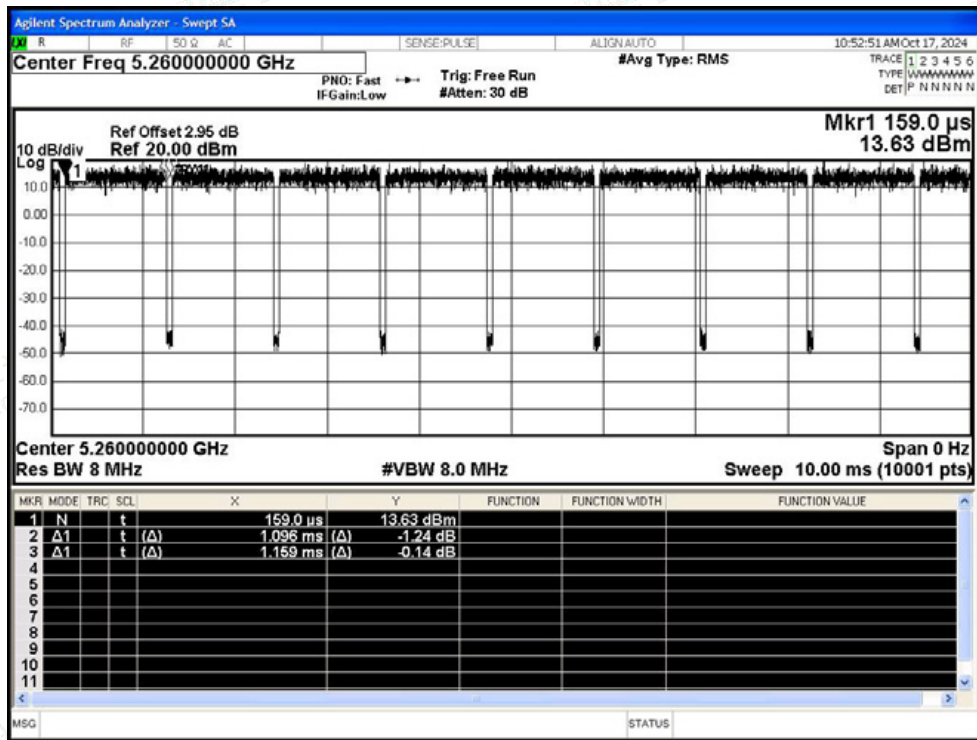 Agilent Spectrum Analyzer - Swept SA
LXI R RF 50 Ω AC SENSE:PULSE ALIGNAUTO 10:52:51 AM Oct 17, 2024
Center Freq 5.260000000 GHz #Avg Type: RMS TRACE 1 2 3 4 5 6
PNO: Fast Trig: Free Run TYPE WWWWWW
IFGain:Low #Atten: 30 dB DET P N N N N N
Ref Offset 2.95 dB Mkr1 159.0 µs
10 dB/div Ref 20.00 dBm 13.63 dBm
Log
1
10.0
0.00
-10.0
-20.0
-30.0
-40.0
-50.0
-60.0
-70.0
Center 5.260000000 GHz Span 0 Hz
Res BW 8 MHz #VBW 8.0 MHz Sweep 10.00 ms (10001 pts)
MKR MODE TRC SCL X Y FUNCTION FUNCTION WIDTH FUNCTION VALUE
1 N t 159.0 µs 13.63 dBm
2 Δ1 t (Δ) 1.096 ms (Δ) -1.24 dB
3 Δ1 t (Δ) 1.159 ms (Δ) -0.14 dB
4
5
6
7
8
9
10
11
MSG STATUS